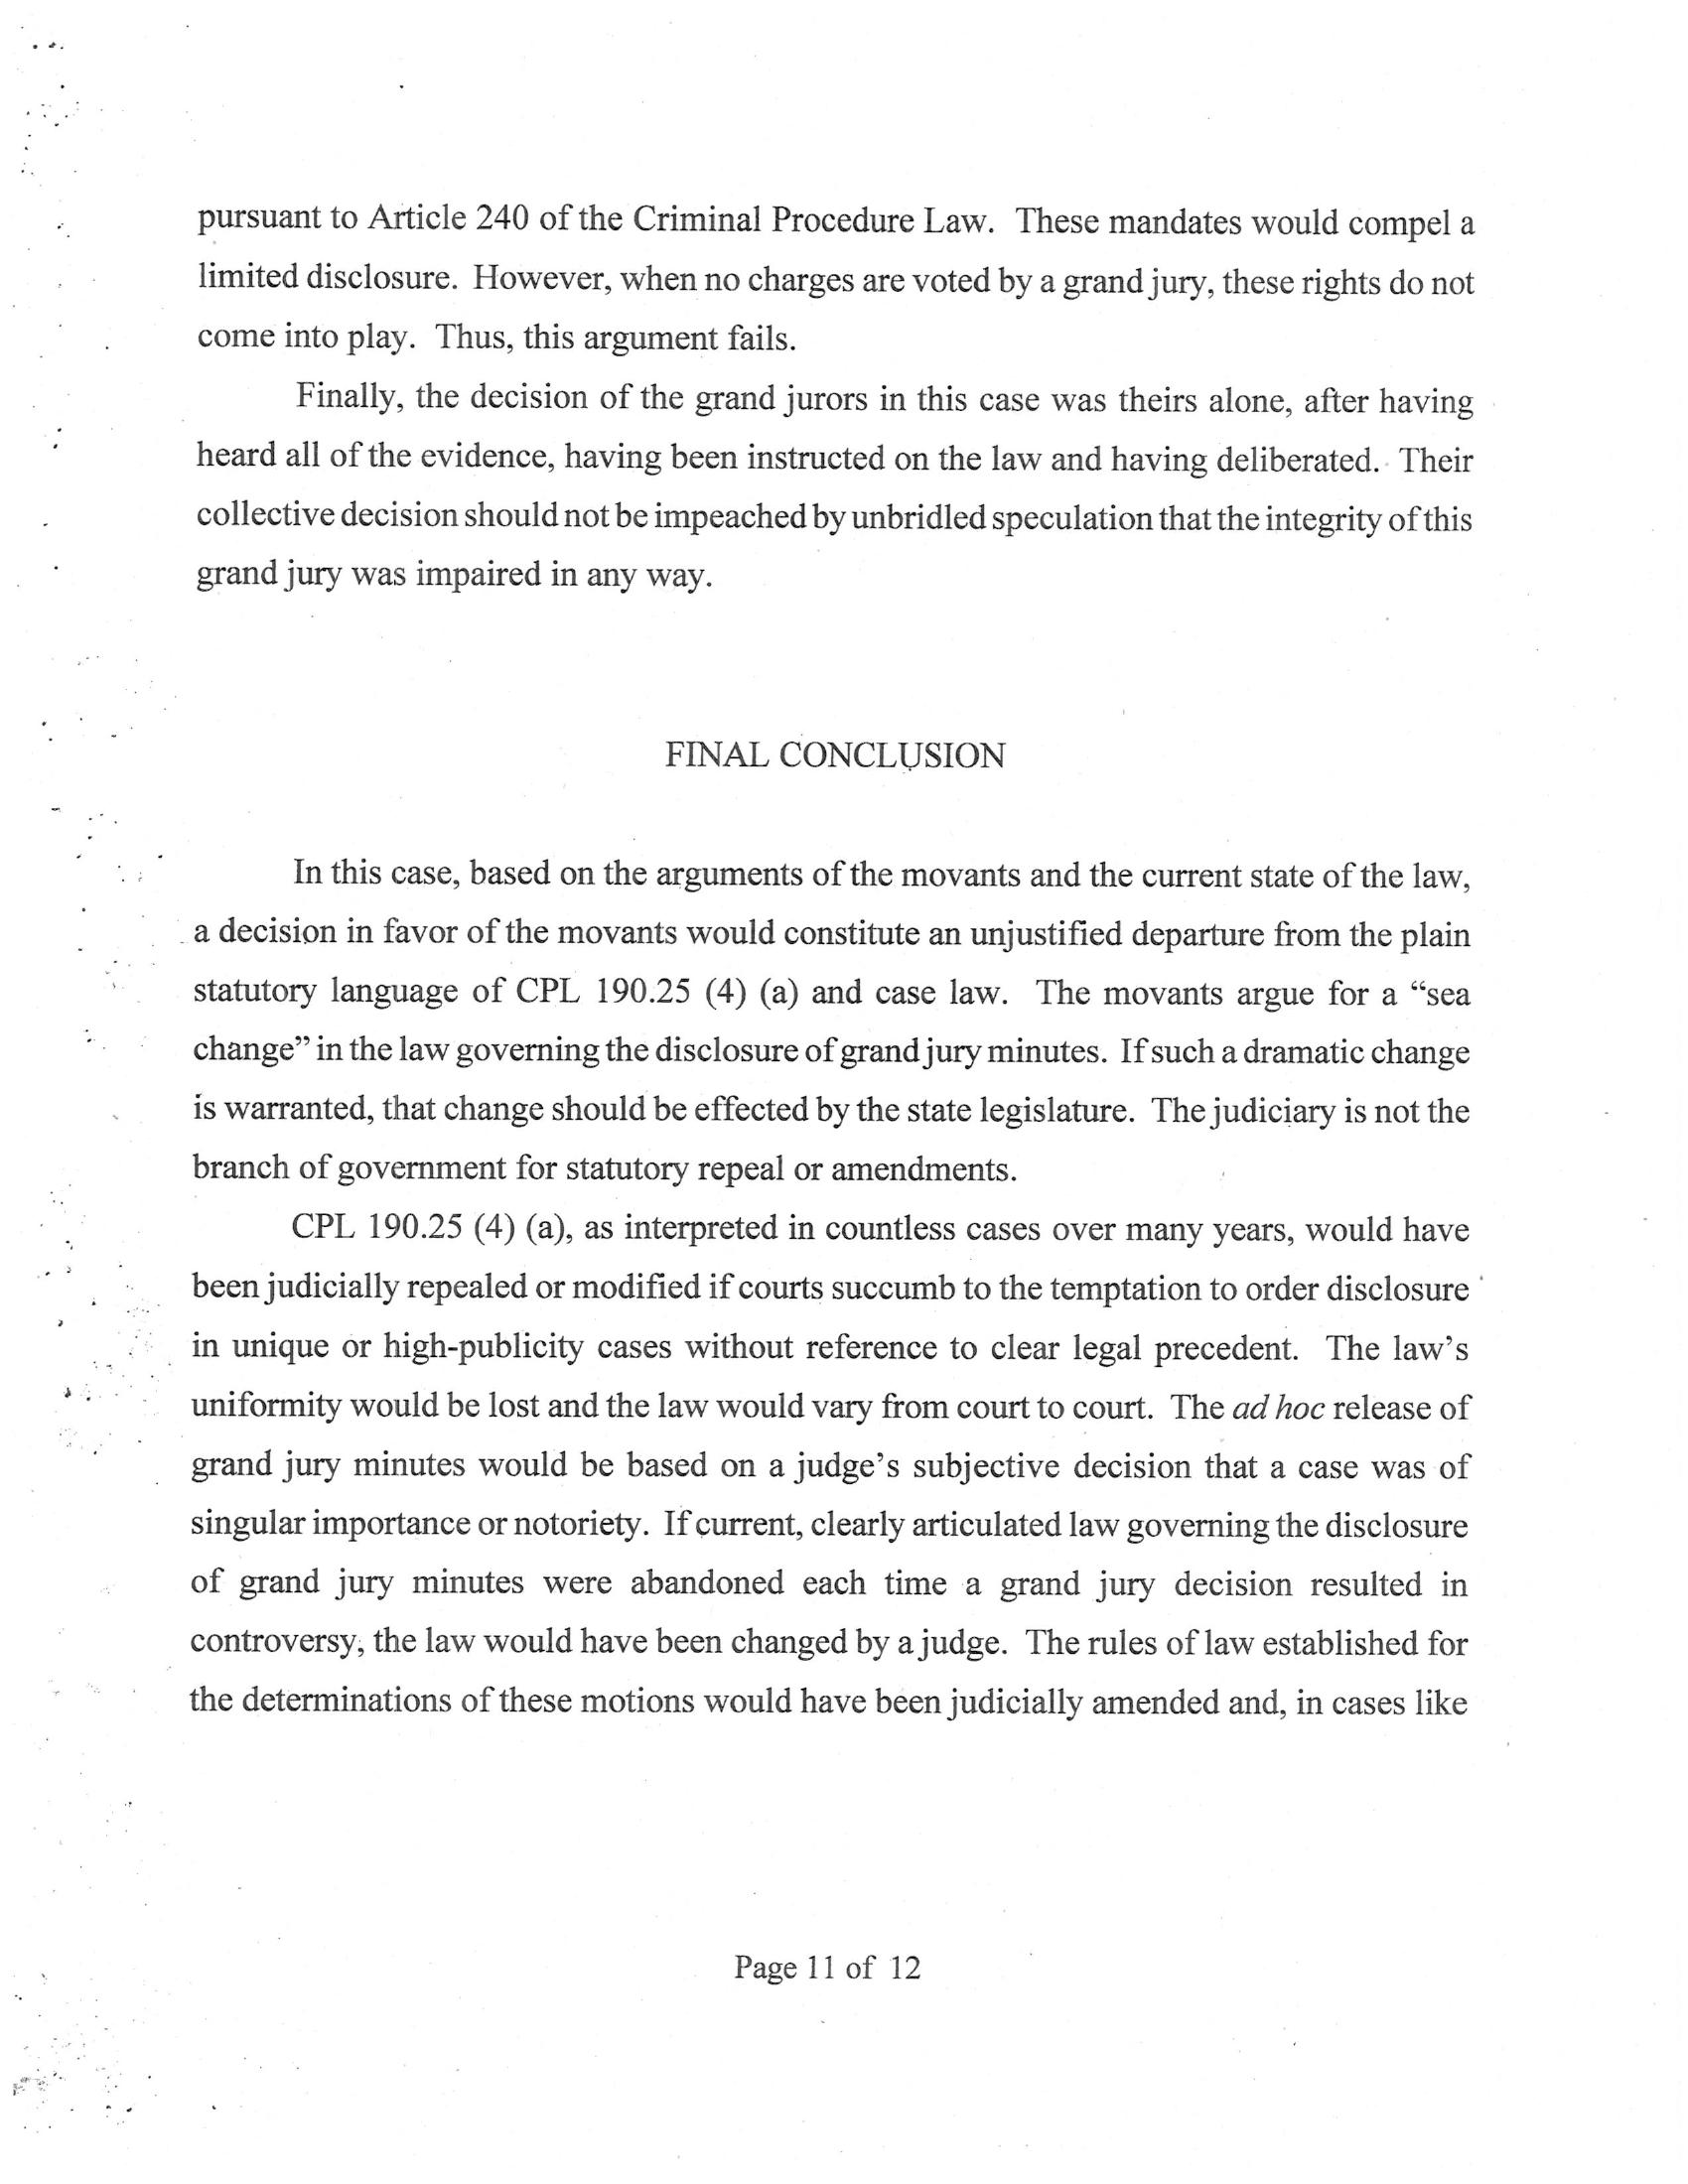 pursuant to Article 240 of the Criminal Procedure Law. These mandates would compel a
limited disclosure. However, when no charges are voted by a grand jury, these rights do not
come into play. Thus, this argument fails.
Finally, the decision of the grand jurors in this case was theirs alone, after having
heard all of the evidence, having been instructed on the law and having deliberated. Their
collective decision should not be impeached by unbridled speculation that the integrity of this
grand jury was impaired in any way.
FINAL CONCLUSION
In this case, based on the arguments of the movants and the current state of the law,
a decision in favor of the movants would constitute an unjustified departure from the plain
statutory language of CPL 190.25 (4) (a) and case law. The movants argue for a “sea
change” in the law governing the disclosure of grand jury minutes. If such a dramatic change
is warranted, that change should be effected by the state legislature. The judiciary is not the
branch of government for statutory repeal or amendments.
CPL 190.25 (4) (a), as interpreted in countless cases over many years, would have
been judicially repealed or modified if courts succumb to the temptation to order disclosure
in unique or high-publicity cases without reference to clear legal precedent. The law’s
uniformity would be lost and the law would vary from court to court. The ad hoc release of
grand jury minutes would be based on a judge’s subjective decision that a case was of
singular importance or notoriety. If current, clearly articulated law governing the disclosure
of grand jury minutes were abandoned each time a grand jury decision resulted in
controversy, the law would have been changed by a judge. The rules of law established for
the determinations of these motions would have been judicially amended and, in cases like
Page 11 of 12